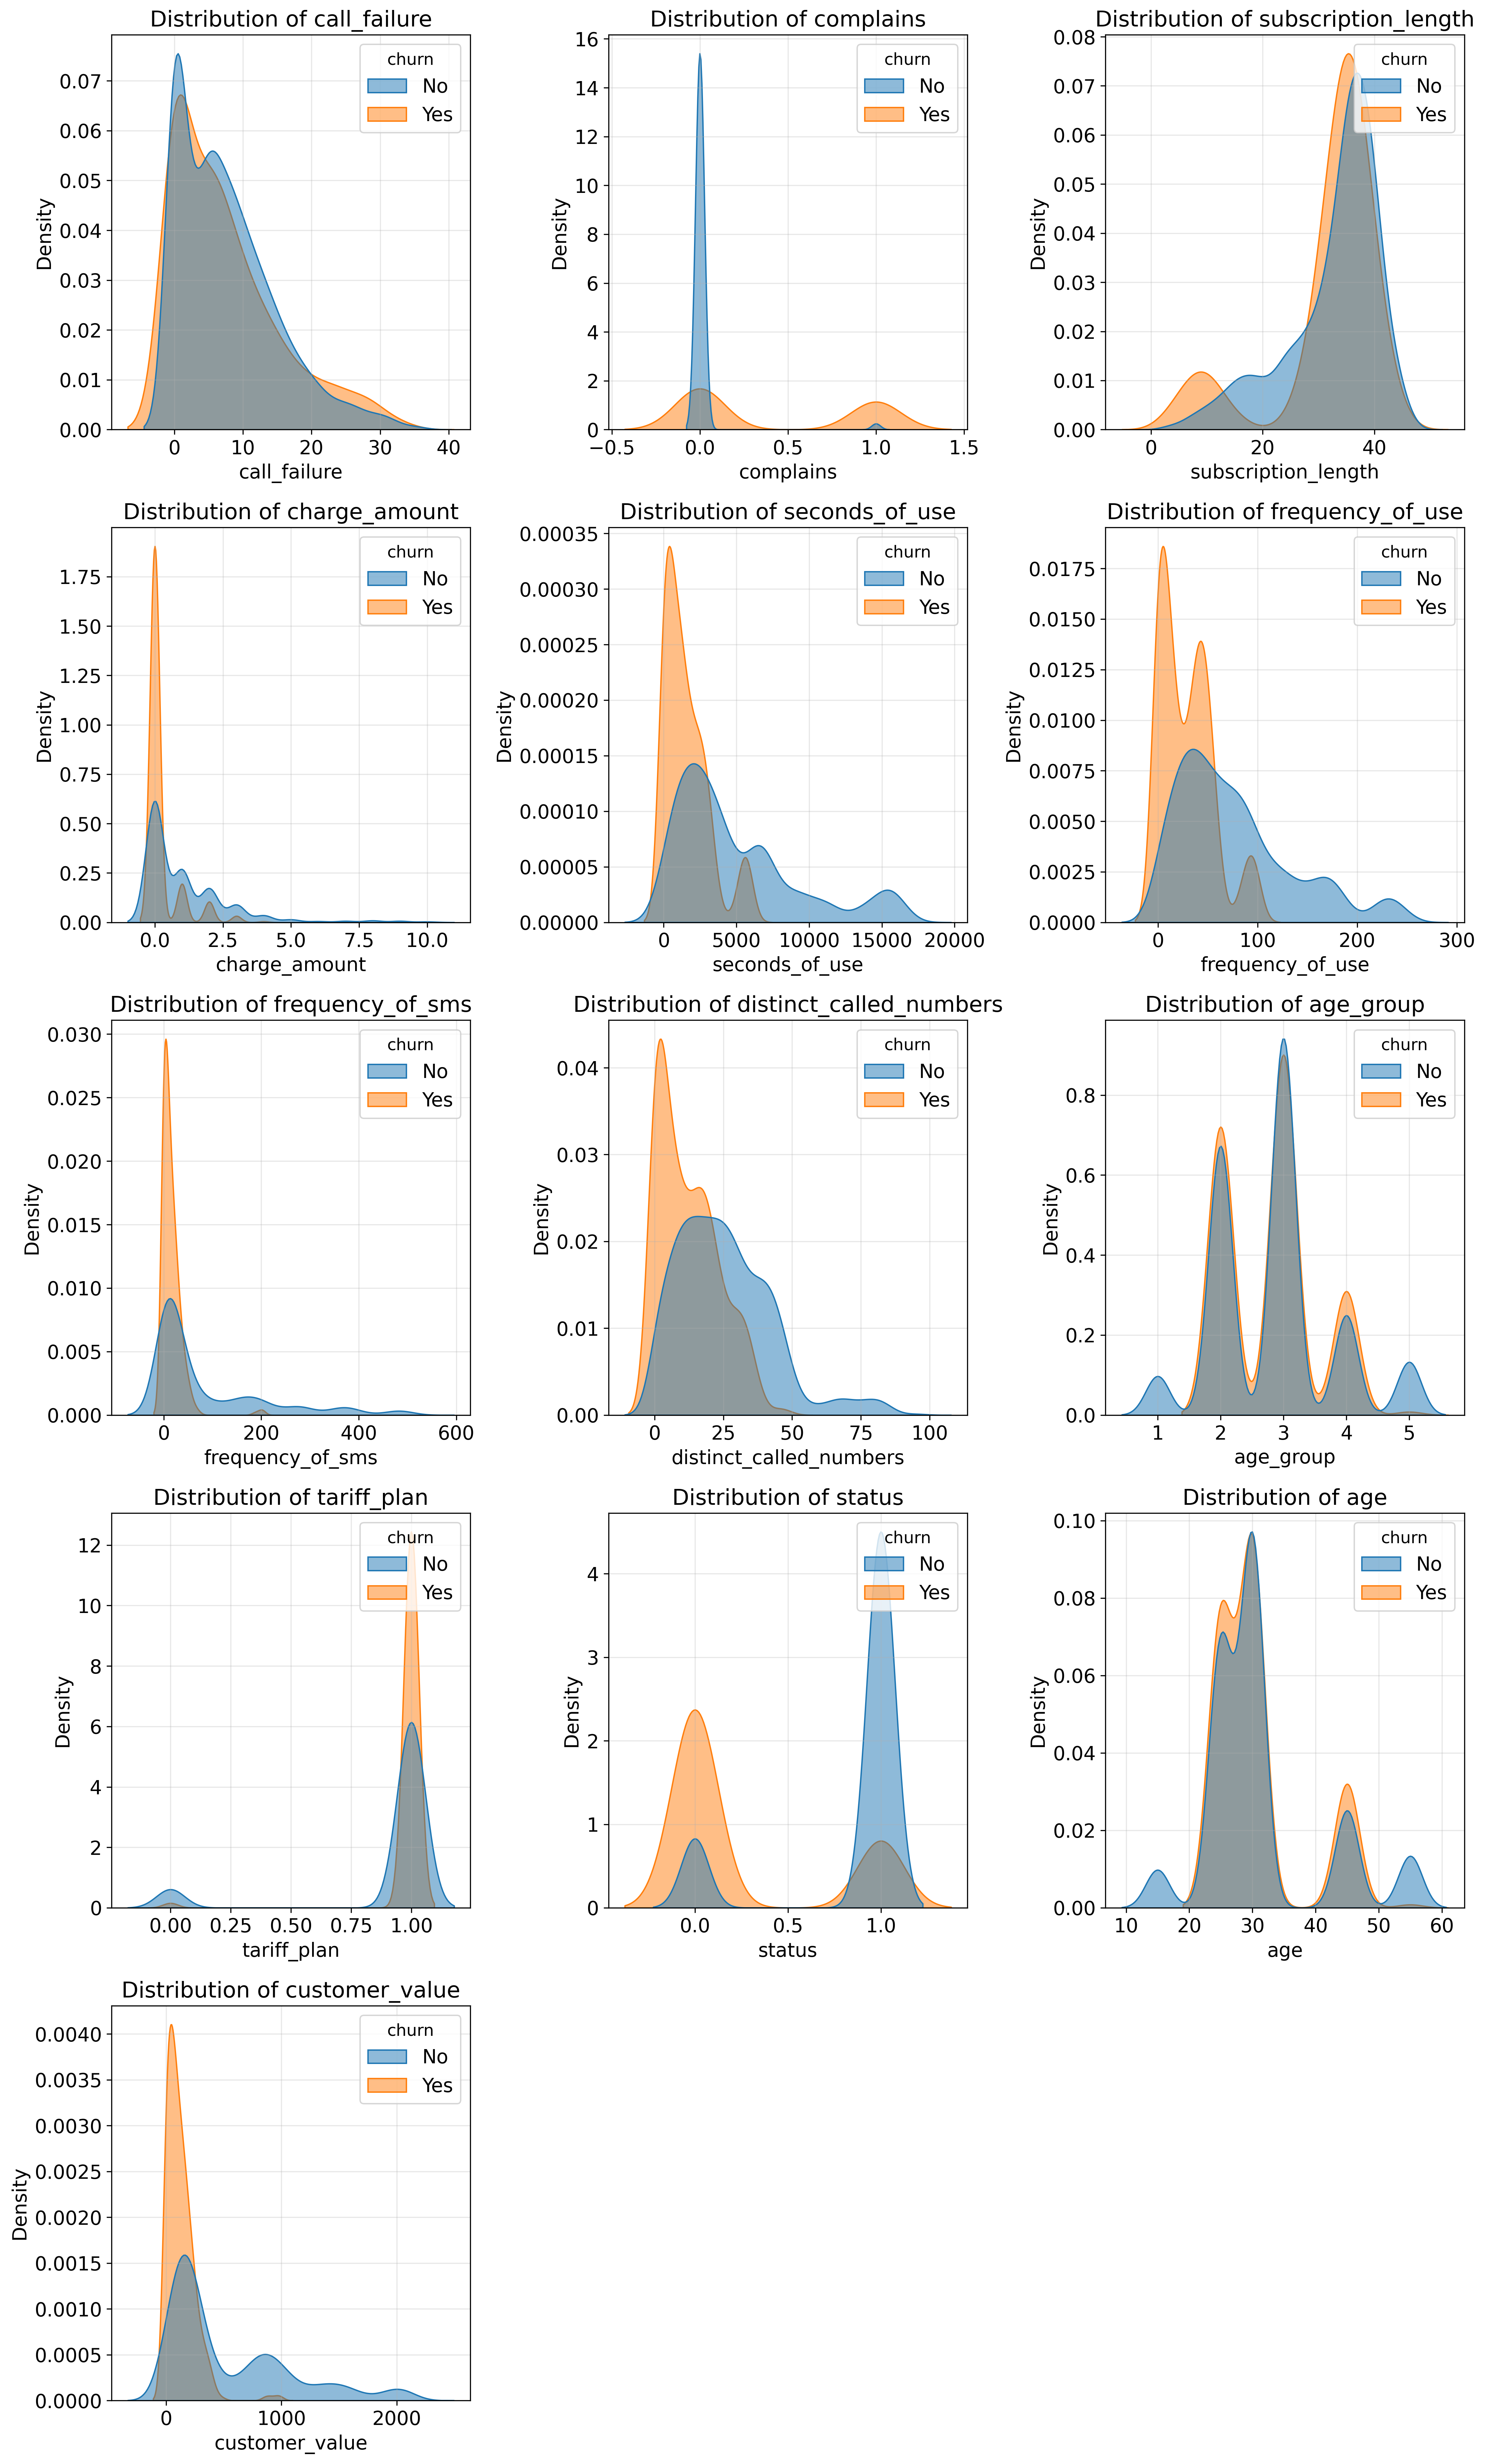 Distribution of call_failure
churn
No
Yes
Density
0.07
0.06
0.05
0.04
0.03
0.02
0.01
0.00
0 10 20 30 40
call_failure
Distribution of complains
churn
No
Yes
Density
16
14
12
10
8
6
4
2
0
−0.5 0.0 0.5 1.0 1.5
complains
Distribution of subscription_length
churn
No
Yes
Density
0.08
0.07
0.06
0.05
0.04
0.03
0.02
0.01
0.00
0 20 40
subscription_length
Distribution of charge_amount
churn
No
Yes
Density
1.75
1.50
1.25
1.00
0.75
0.50
0.25
0.00
0.0 2.5 5.0 7.5 10.0
charge_amount
Distribution of seconds_of_use
churn
No
Yes
Density
0.00035
0.00030
0.00025
0.00020
0.00015
0.00010
0.00005
0.00000
0 5000 10000 15000 20000
seconds_of_use
Distribution of frequency_of_use
churn
No
Yes
Density
0.0175
0.0150
0.0125
0.0100
0.0075
0.0050
0.0025
0.0000
0 100 200 300
frequency_of_use
Distribution of frequency_of_sms
churn
No
Yes
Density
0.030
0.025
0.020
0.015
0.010
0.005
0.000
0 200 400 600
frequency_of_sms
Distribution of distinct_called_numbers
churn
No
Yes
Density
0.04
0.03
0.02
0.01
0.00
0 25 50 75 100
distinct_called_numbers
Distribution of age_group
churn
No
Yes
Density
0.8
0.6
0.4
0.2
0.0
1 2 3 4 5
age_group
Distribution of tariff_plan
churn
No
Yes
Density
12
10
8
6
4
2
0
0.00 0.25 0.50 0.75 1.00
tariff_plan
Distribution of status
churn
No
Yes
Density
4
3
2
1
0
0.0 0.5 1.0
status
Distribution of age
churn
No
Yes
Density
0.10
0.08
0.06
0.04
0.02
0.00
10 20 30 40 50 60
age
Distribution of customer_value
churn
No
Yes
Density
0.0040
0.0035
0.0030
0.0025
0.0020
0.0015
0.0010
0.0005
0.0000
0 1000 2000
customer_value